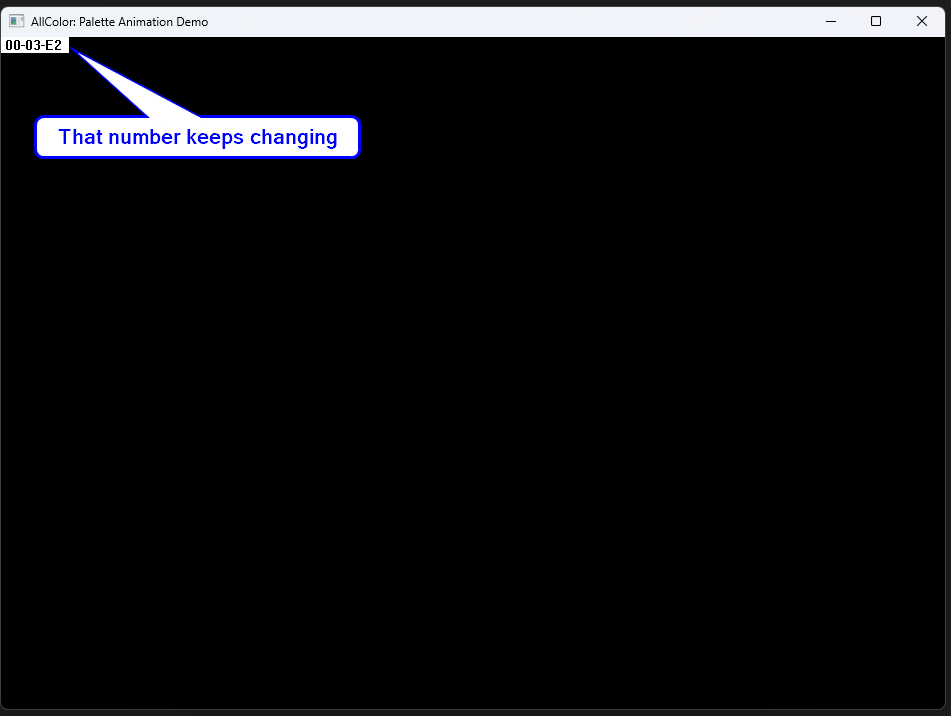 AllColor: Palette Animation Demo
00-03-E2
That number keeps changing